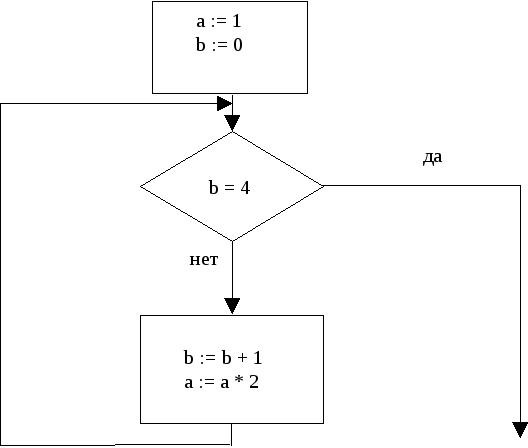 a := 1
b := 0
да
b = 4
нет
b := b + 1
a := a * 2